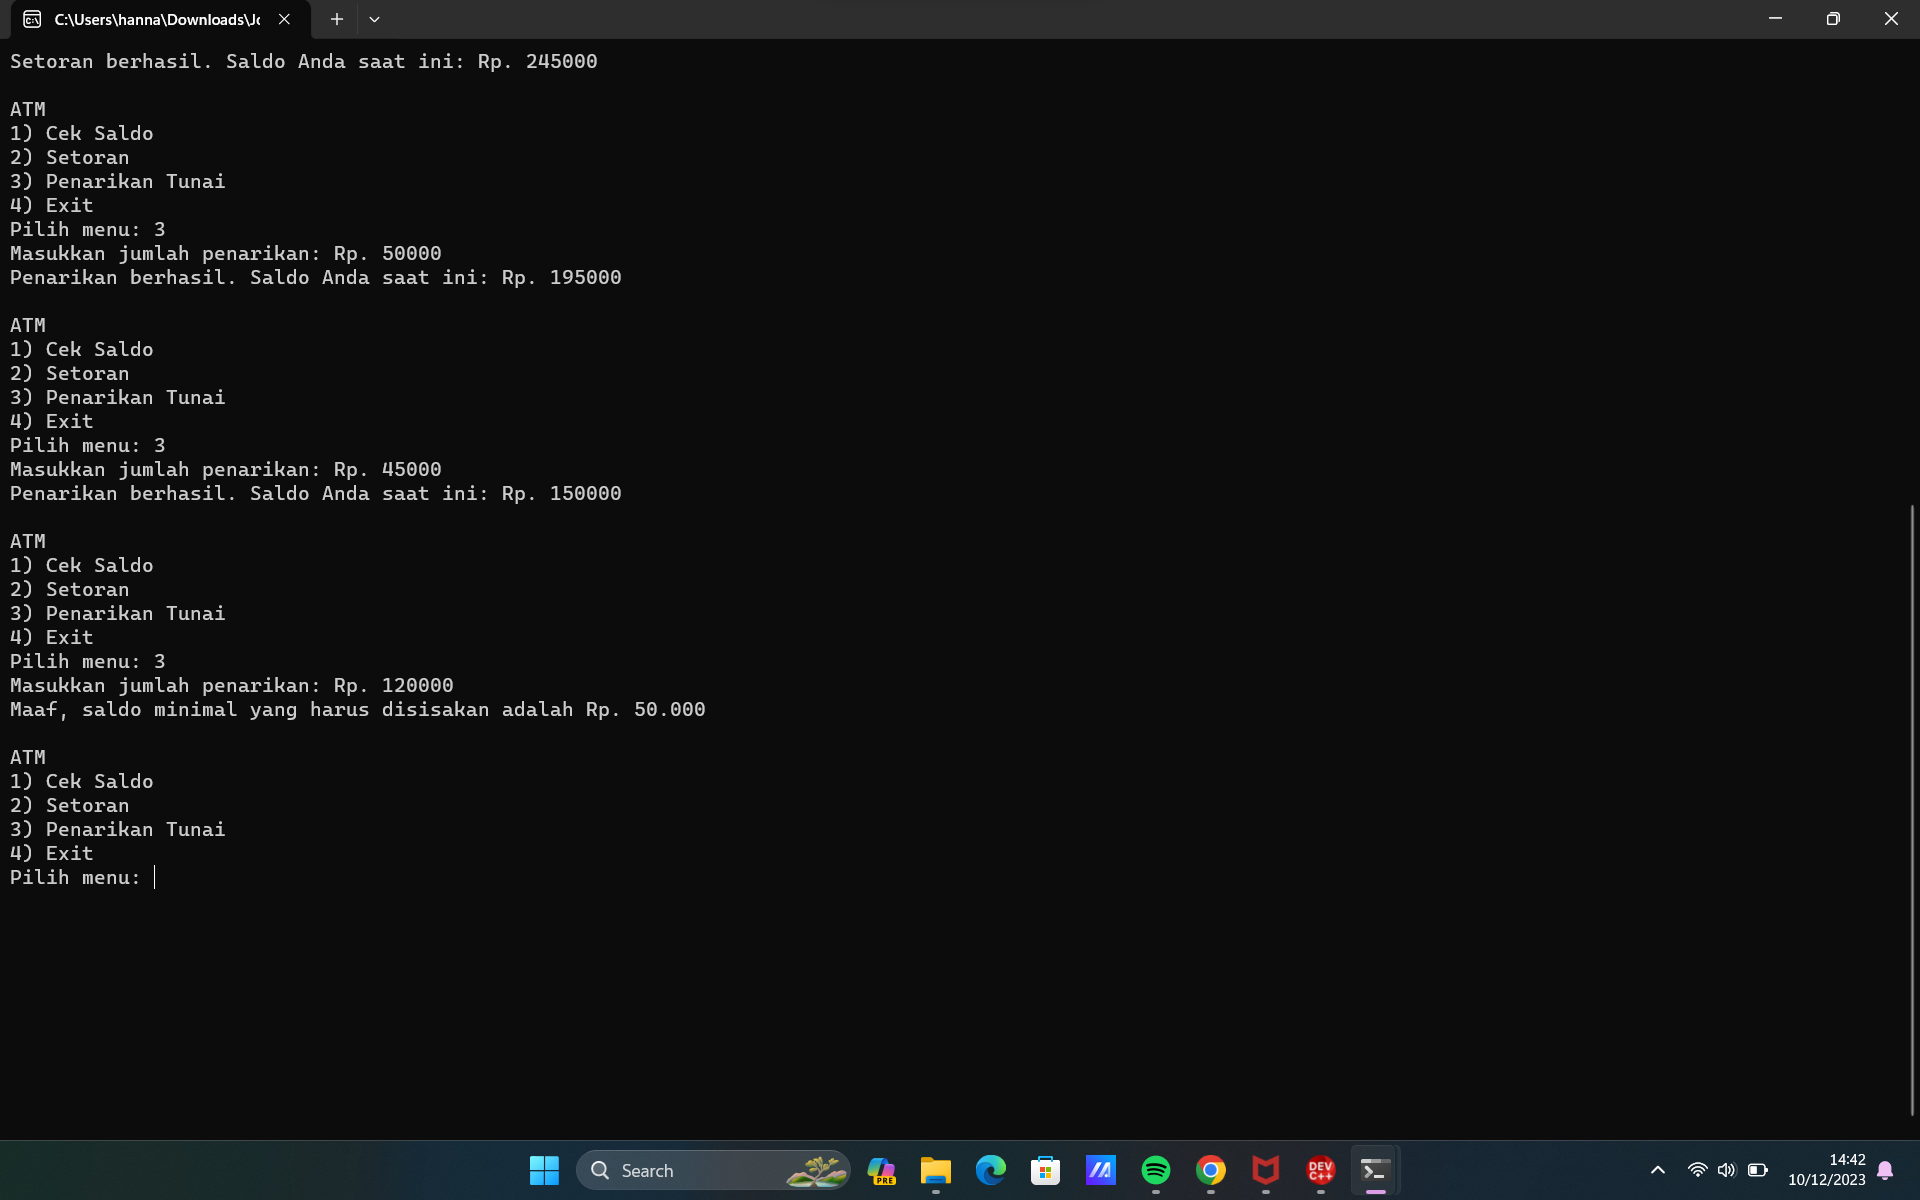 C:\Users\hanna\Downloads\Jo
Setoran berhasil. Saldo Anda saat ini: Rp. 245000
ATM
1) Cek Saldo
2) Setoran
3) Penarikan Tunai
4) Exit
Pilih menu: 3
Masukkan jumlah penarikan: Rp. 50000
Penarikan berhasil. Saldo Anda saat ini: Rp. 195000
ATM
1) Cek Saldo
2) Setoran
3) Penarikan Tunai
4) Exit
Pilih menu: 3
Masukkan jumlah penarikan: Rp. 45000
Penarikan berhasil. Saldo Anda saat ini: Rp. 150000
ATM
1) Cek Saldo
2) Setoran
3) Penarikan Tunai
4) Exit
Pilih menu: 3
Masukkan jumlah penarikan: Rp. 120000
Maaf, saldo minimal yang harus disisakan adalah Rp. 50.000
ATM
1) Cek Saldo
2) Setoran
3) Penarikan Tunai
4) Exit
Pilih menu:
Search
PRE
DEV
C++
14:42
10/12/2023